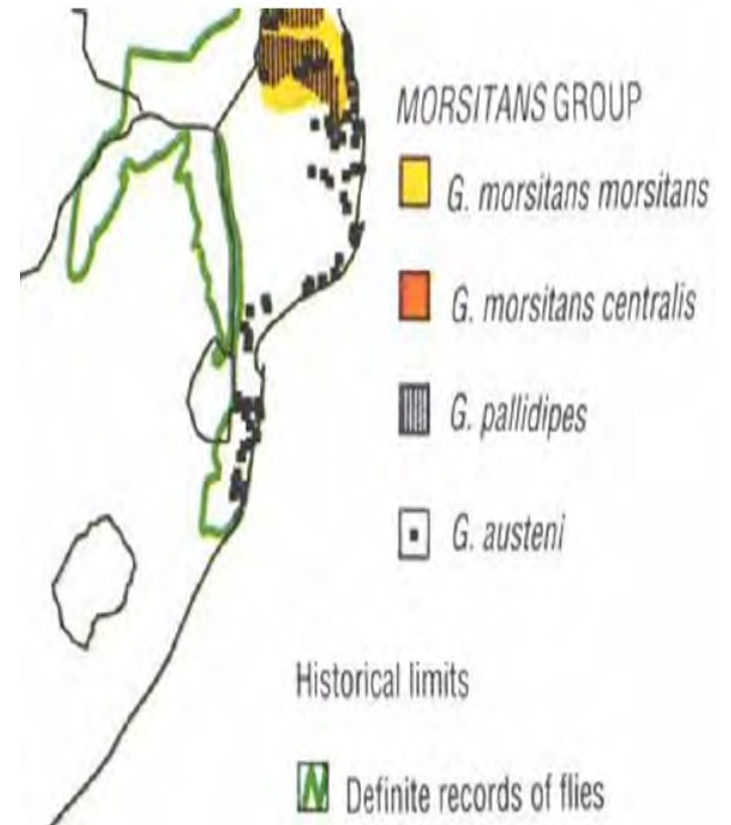 MORSITANS GROUP
G. morsitans morsitans
G. morsitans centralis
G. pallidipes
G. austeni
Historical limits
Definite records of flies